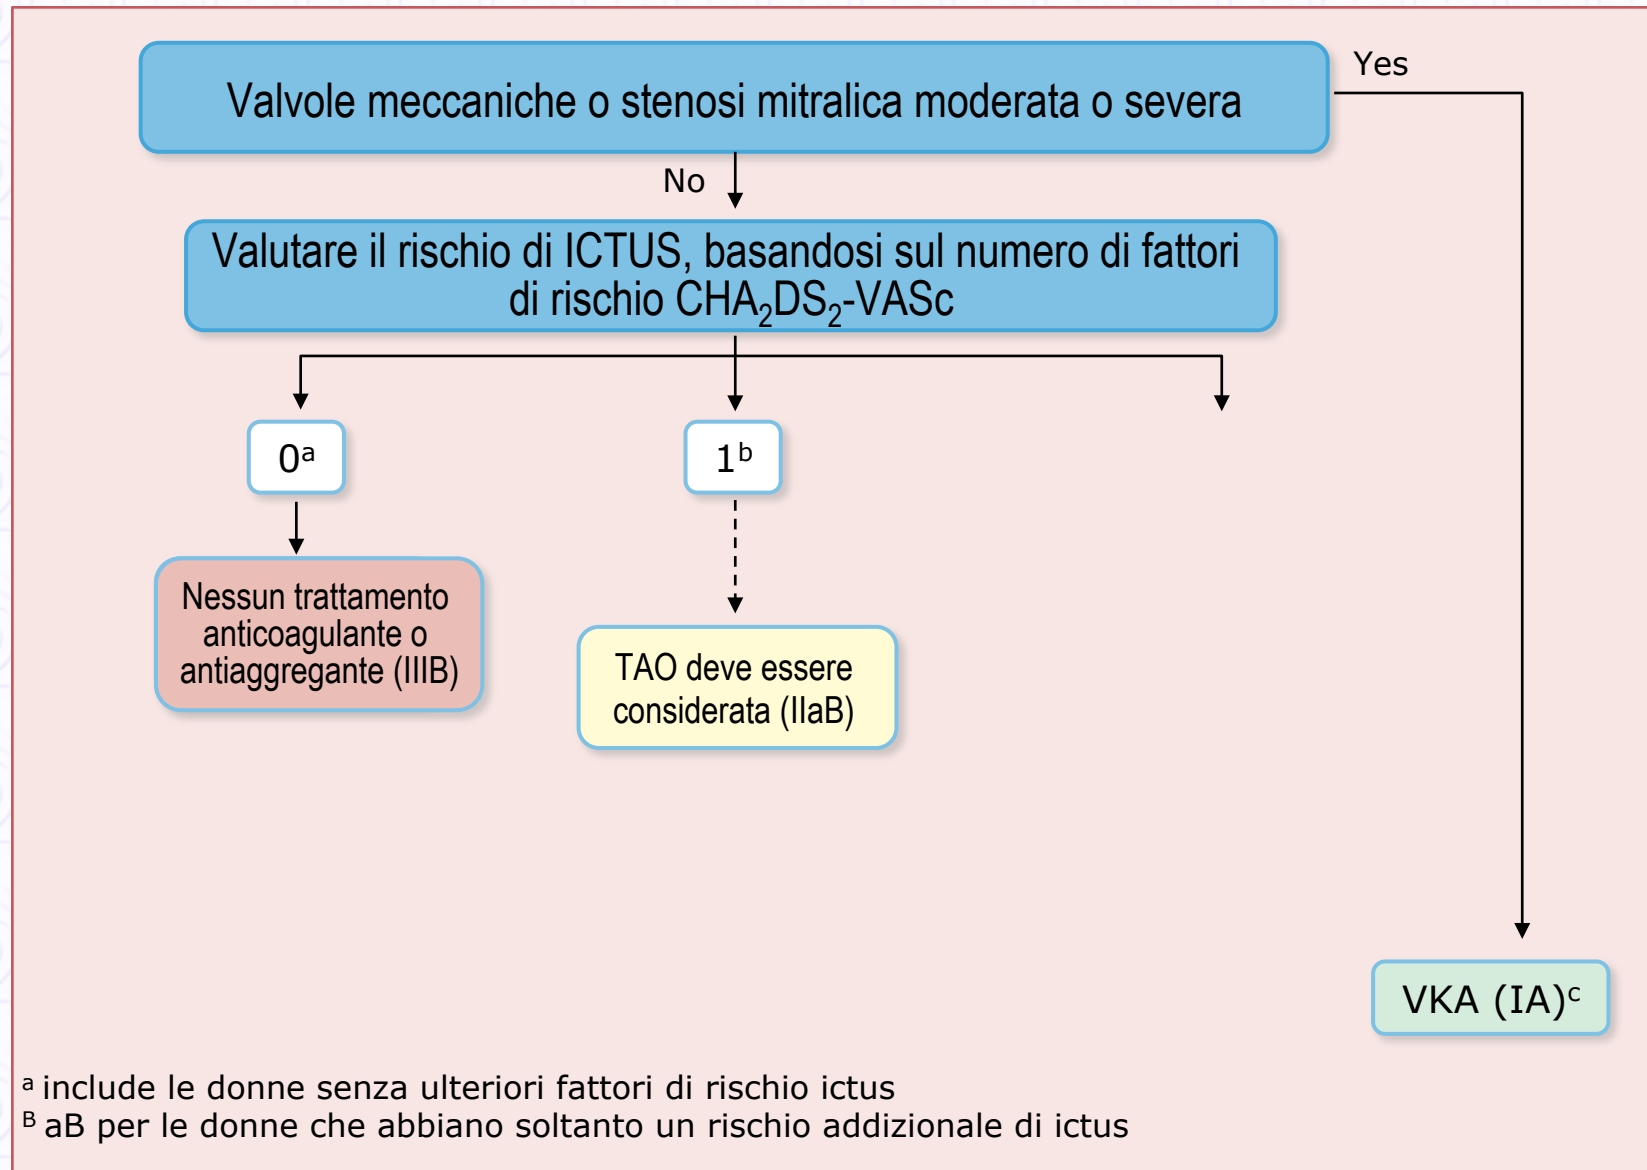 Valvole meccaniche o stenosi mitralica moderata o severa
Yes
No
Valutare il rischio di ICTUS, basandosi sul numero di fattori
di rischio CHA₂DS₂-VASc
0ᵃ
1ᵇ
Nessun trattamento
anticoagulante o
antiaggregante (IIIB)
TAO deve essere
considerata (IIaB)
VKA (IA)ᶜ
ᵃ include le donne senza ulteriori fattori di rischio ictus
ᴮ aB per le donne che abbiano soltanto un rischio addizionale di ictus